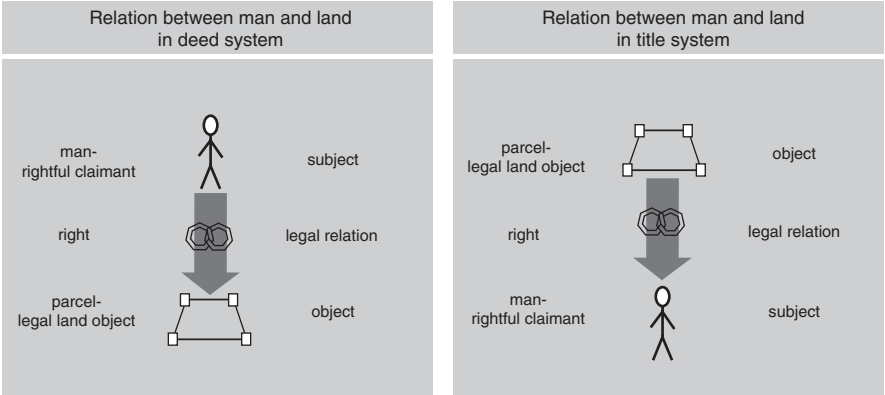 Relation between man and land
in deed system
man-
rightful claimant
subject
right
legal relation
parcel-
legal land object
object
Relation between man and land
in title system
parcel-
legal land object
object
right
legal relation
man-
rightful claimant
subject